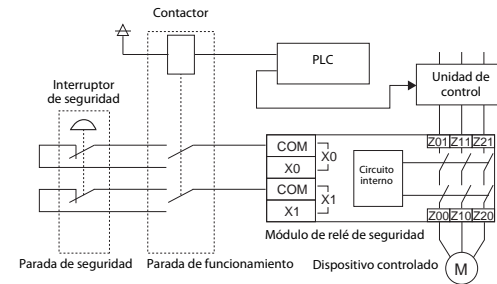 Contactor
PLC
Unidad de
control
Interruptor
de seguridad
Z01 Z11 Z21
COM
X0
X0
COM
X1
X1
Circuito
interno
Z00 Z10 Z20
Módulo de relé de seguridad
Parada de seguridad
Parada de funcionamiento
Dispositivo controlado
M